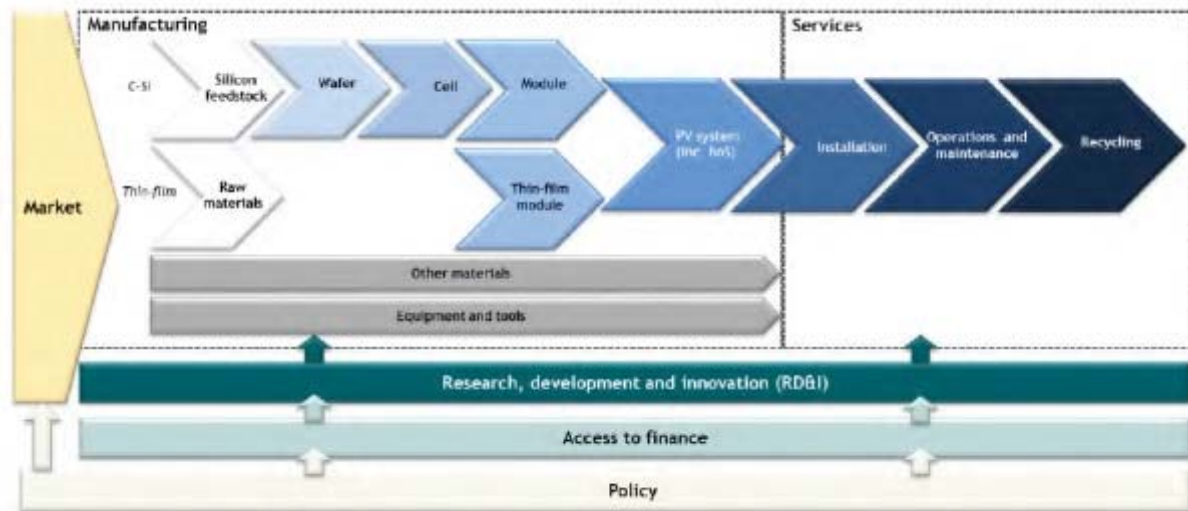 Manufacturing
Services
C-Si
Silicon
feedstock
Wafer
Cell
Module
PV system
(inc. BoS)
Installation
Operations and
maintenance
Recycling
Thin-film
Raw
materials
Thin-film
module
Market
Other materials
Equipment and tools
Research, development and innovation (RD&I)
Access to finance
Policy